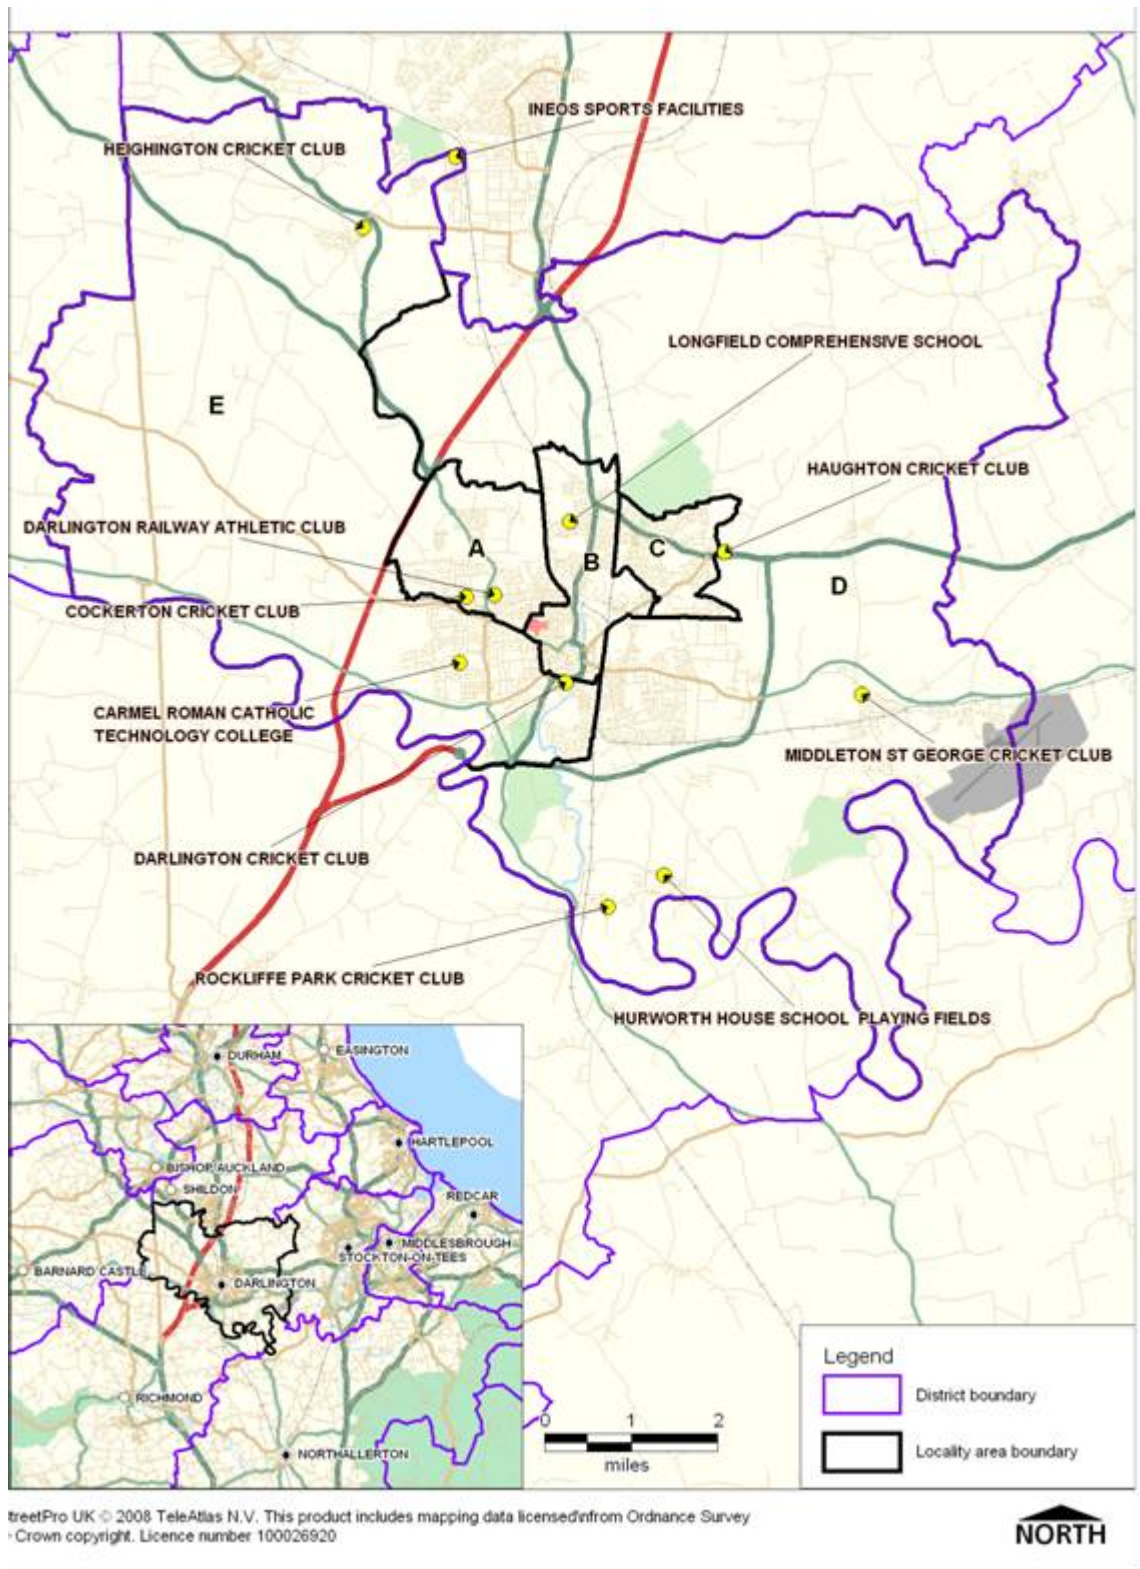 INEOS SPORTS FACILITIES
HEIGHINGTON CRICKET CLUB
LONGFIELD COMPREHENSIVE SCHOOL
E
HAUGHTON CRICKET CLUB
DARLINGTON RAILWAY ATHLETIC CLUB
A
B
C
D
COCKERTON CRICKET CLUB
CARMEL ROMAN CATHOLIC
TECHNOLOGY COLLEGE
MIDDLETON ST GEORGE CRICKET CLUB
DARLINGTON CRICKET CLUB
ROCKLIFFE PARK CRICKET CLUB
HURWORTH HOUSE SCHOOL PLAYING FIELDS
DURHAM
EASINGTON
HARTLEPOOL
BISHOP AUCKLAND
SHILDON
REDCAR
MIDDLESBROUGH
STOCKTON-ON-TEES
BARNARD CASTLE
DARLINGTON
RICHMOND
NORTHALLERTON
0 1 2
miles
Legend
District boundary
Locality area boundary
treetPro UK © 2008 TeleAtlas N.V. This product includes mapping data licensed\nfrom Ordnance Survey
Crown copyright. Licence number 100026920
NORTH